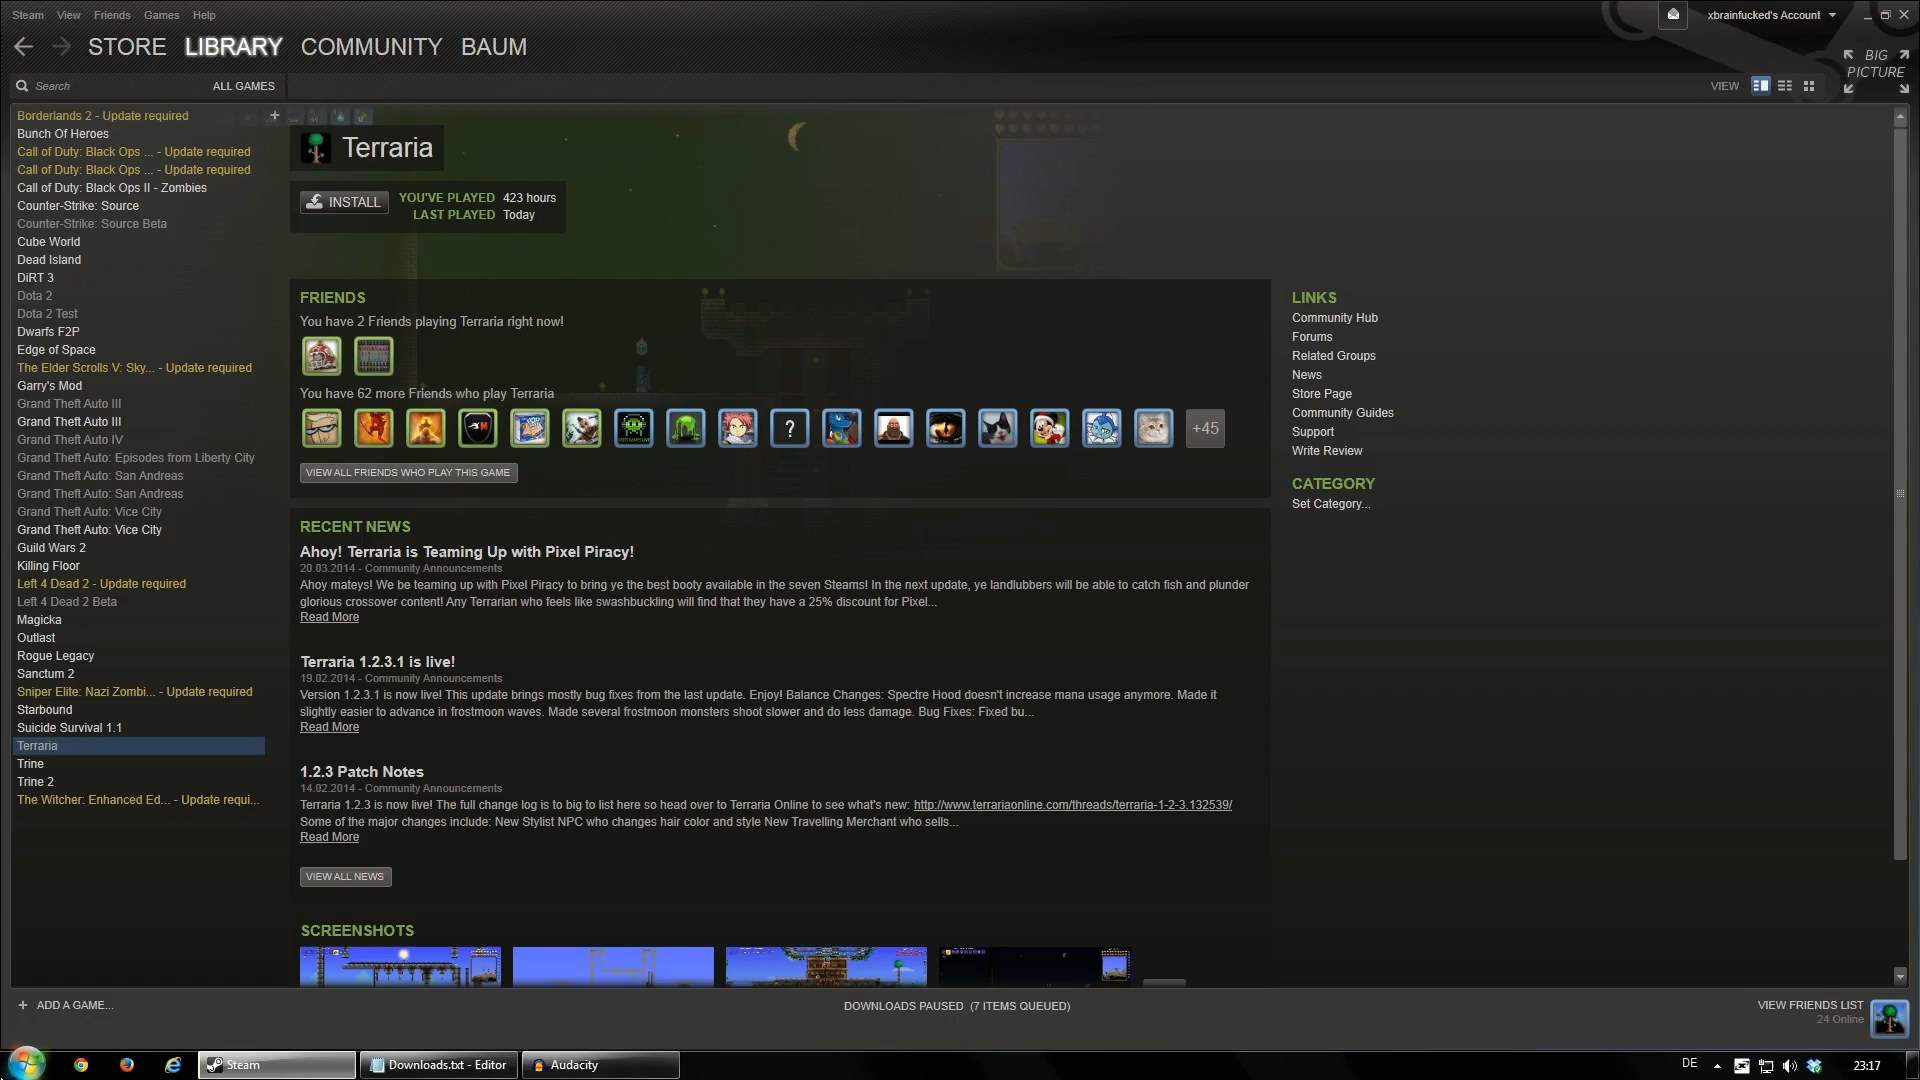 Steam View Friends Games Help
xbrainfucked's Account
STORE LIBRARY COMMUNITY BAUM
BIG PICTURE
Search ALL GAMES
VIEW
Borderlands 2 - Update required
Bunch Of Heroes
Call of Duty: Black Ops ... - Update required
Call of Duty: Black Ops ... - Update required
Call of Duty: Black Ops II - Zombies
Counter-Strike: Source
Counter-Strike: Source Beta
Cube World
Dead Island
DiRT 3
Dota 2
Dota 2 Test
Dwarfs F2P
Edge of Space
The Elder Scrolls V: Sky... - Update required
Garry's Mod
Grand Theft Auto III
Grand Theft Auto III
Grand Theft Auto IV
Grand Theft Auto: Episodes from Liberty City
Grand Theft Auto: San Andreas
Grand Theft Auto: San Andreas
Grand Theft Auto: Vice City
Grand Theft Auto: Vice City
Guild Wars 2
Killing Floor
Left 4 Dead 2 - Update required
Left 4 Dead 2 Beta
Magicka
Outlast
Rogue Legacy
Sanctum 2
Sniper Elite: Nazi Zombi... - Update required
Starbound
Suicide Survival 1.1
Terraria
Trine
Trine 2
The Witcher: Enhanced Ed... - Update requi...
Terraria
INSTALL
YOU'VE PLAYED 423 hours
LAST PLAYED Today
FRIENDS
You have 2 Friends playing Terraria right now!
You have 62 more Friends who play Terraria
?
+45
VIEW ALL FRIENDS WHO PLAY THIS GAME
RECENT NEWS
Ahoy! Terraria is Teaming Up with Pixel Piracy!
20.03.2014 - Community Announcements
Ahoy mateys! We be teaming up with Pixel Piracy to bring ye the best booty available in the seven Steams! In the next update, ye landlubbers will be able to catch fish and plunder
glorious crossover content! Any Terrarian who feels like swashbuckling will find that they have a 25% discount for Pixel...
Read More
Terraria 1.2.3.1 is live!
19.02.2014 - Community Announcements
Version 1.2.3.1 is now live! This update brings mostly bug fixes from the last update. Enjoy! Balance Changes: Spectre Hood doesn't increase mana usage anymore. Made it
slightly easier to advance in frostmoon waves. Made several frostmoon monsters shoot slower and do less damage. Bug Fixes: Fixed bu...
Read More
1.2.3 Patch Notes
14.02.2014 - Community Announcements
Terraria 1.2.3 is now live! The full change log is to big to list here so head over to Terraria Online to see what's new: http://www.terrariaonline.com/threads/terraria-1-2-3.132539/
Some of the major changes include: New Stylist NPC who changes hair color and style New Travelling Merchant who sells...
Read More
VIEW ALL NEWS
SCREENSHOTS
LINKS
Community Hub
Forums
Related Groups
News
Store Page
Community Guides
Support
Write Review
CATEGORY
Set Category...
+ ADD A GAME...
DOWNLOADS PAUSED (7 ITEMS QUEUED)
VIEW FRIENDS LIST
24 Online
Steam
Downloads.txt - Editor
Audacity
DE
23:17